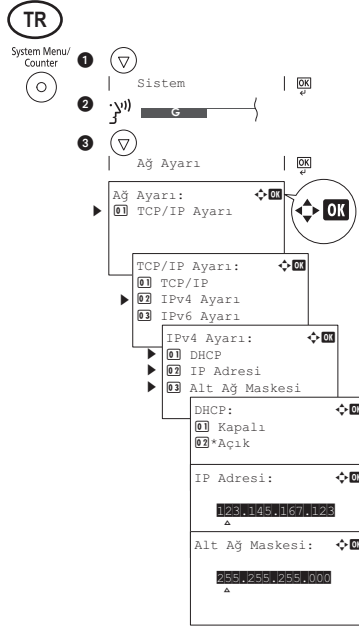 TR
System Menu/
Counter
1
Sistem
OK
2
G
3
Ağ Ayarı
OK
Ağ Ayarı: OK
01 TCP/IP Ayarı
OK
TCP/IP Ayarı: OK
01 TCP/IP
02 IPv4 Ayarı
03 IPv6 Ayarı
IPv4 Ayarı: OK
01 DHCP
02 IP Adresi
03 Alt Ağ Maskesi
DHCP: OK
01 Kapalı
02 *Açık
IP Adresi: OK
123.145.167.123
Alt Ağ Maskesi: OK
255.255.255.000